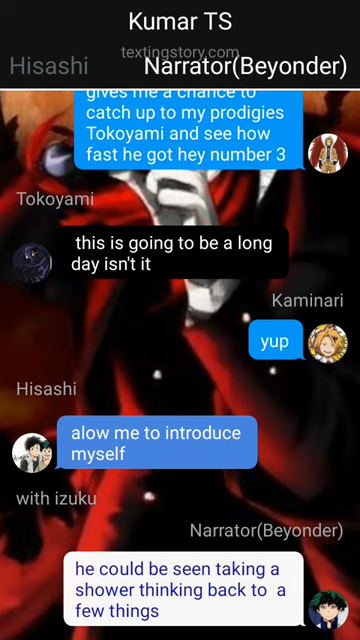 Kumar TS
textingstory.com
Hisashi
Narrator(Beyonder)
gives me a chance to
catch up to my prodigies
Tokoyami and see how
fast he got hey number 3
Tokoyami
this is going to be a long
day isn't it
Kaminari
yup
Hisashi
alow me to introduce
myself
with izuku
Narrator(Beyonder)
he could be seen taking a
shower thinking back to a
few things